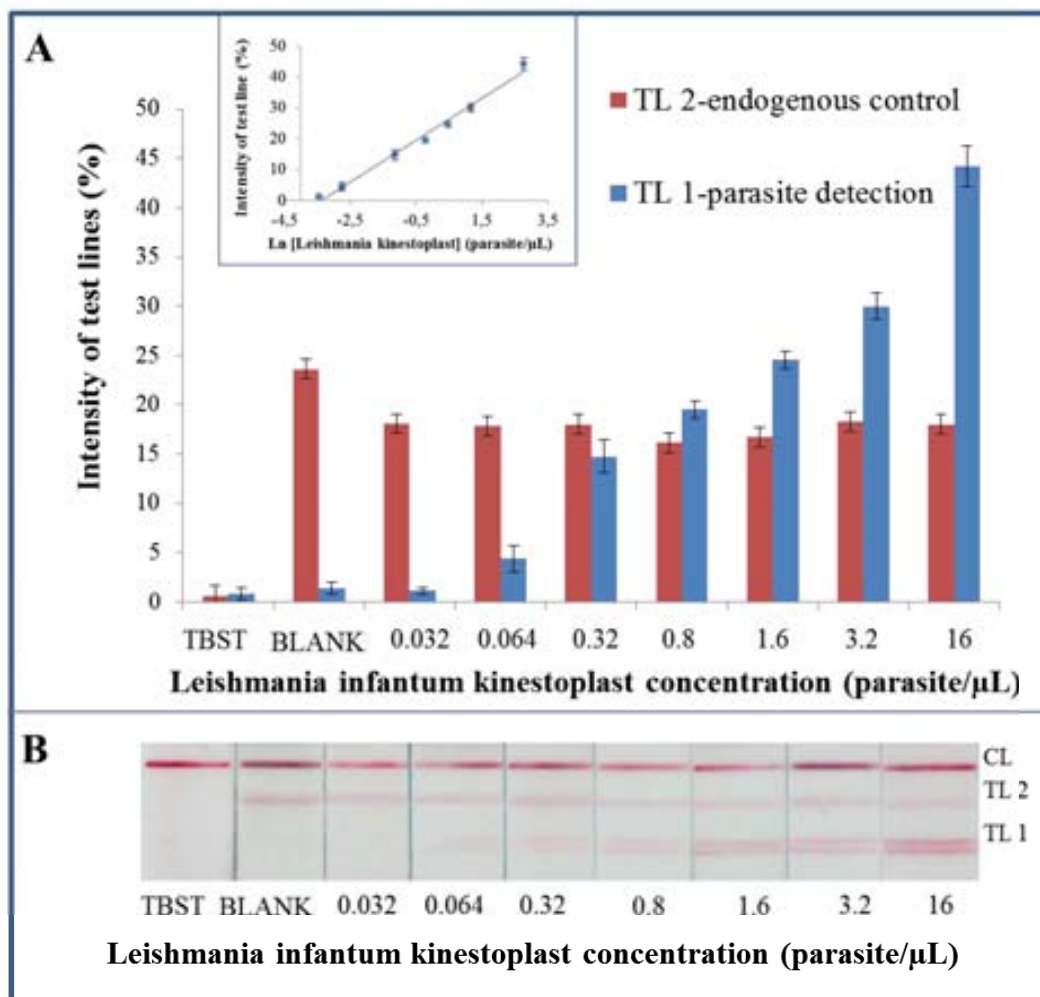 A
50
40
30
20
10
0
-4,5
-2,5
-0,5
1,5
3,5
Intensity of test line (%)
Ln [Leishmania kinestoplast] (parasite/µL)
TL 2-endogenous control
TL 1-parasite detection
Intensity of test lines (%)
50
45
40
35
30
25
20
15
10
5
0
TBST BLANK 0.032 0.064 0.32 0.8 1.6 3.2 16
Leishmania infantum kinestoplast concentration (parasite/µL)
B
CL
TL 2
TL 1
TBST BLANK 0.032 0.064 0.32 0.8 1.6 3.2 16
Leishmania infantum kinestoplast concentration (parasite/µL)